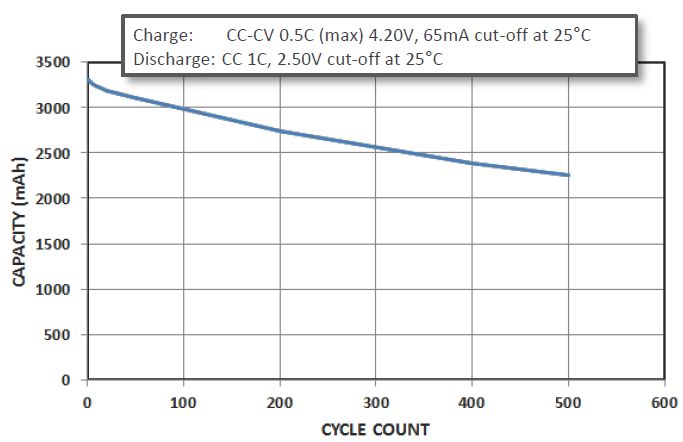 Charge: CC-CV 0.5C (max) 4.20V, 65mA cut-off at 25°C
Discharge: CC 1C, 2.50V cut-off at 25°C
3500
3000
2500
2000
1500
1000
500
0
CAPACITY (mAh)
0 100 200 300 400 500 600
CYCLE COUNT